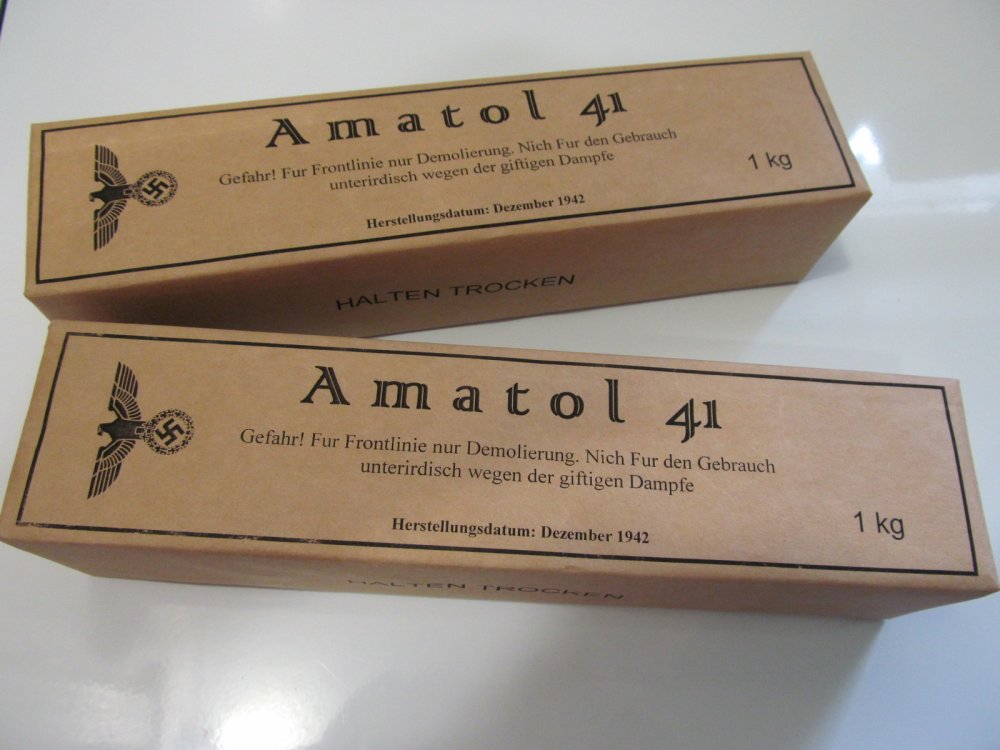 Amatol 41
Gefahr! Fur Frontlinie nur Demolierung. Nich Fur den Gebrauch
unterirdisch wegen der giftigen Dampfe
1 kg
Herstellungsdatum: Dezember 1942
HALTEN TROCKEN
Amatol 41
Gefahr! Fur Frontlinie nur Demolierung. Nich Fur den Gebrauch
unterirdisch wegen der giftigen Dampfe
Herstellungsdatum: Dezember 1942
1 kg
HALTEN TROCKEN